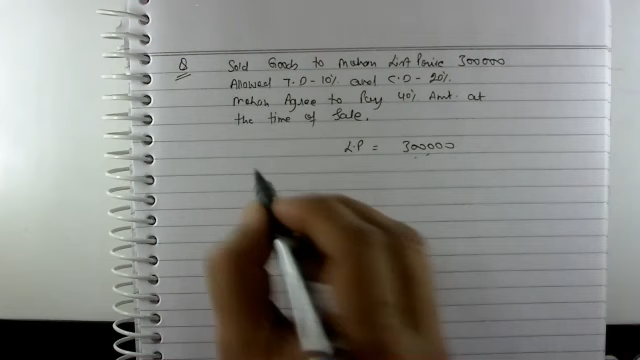 Q Sold Goods to Mohan List Price 300000
Allowed T.D - 10% and C.D - 20%.
Mohan Agree to Pay 40% Amt. at
the time of Sale.
L.P = 300000